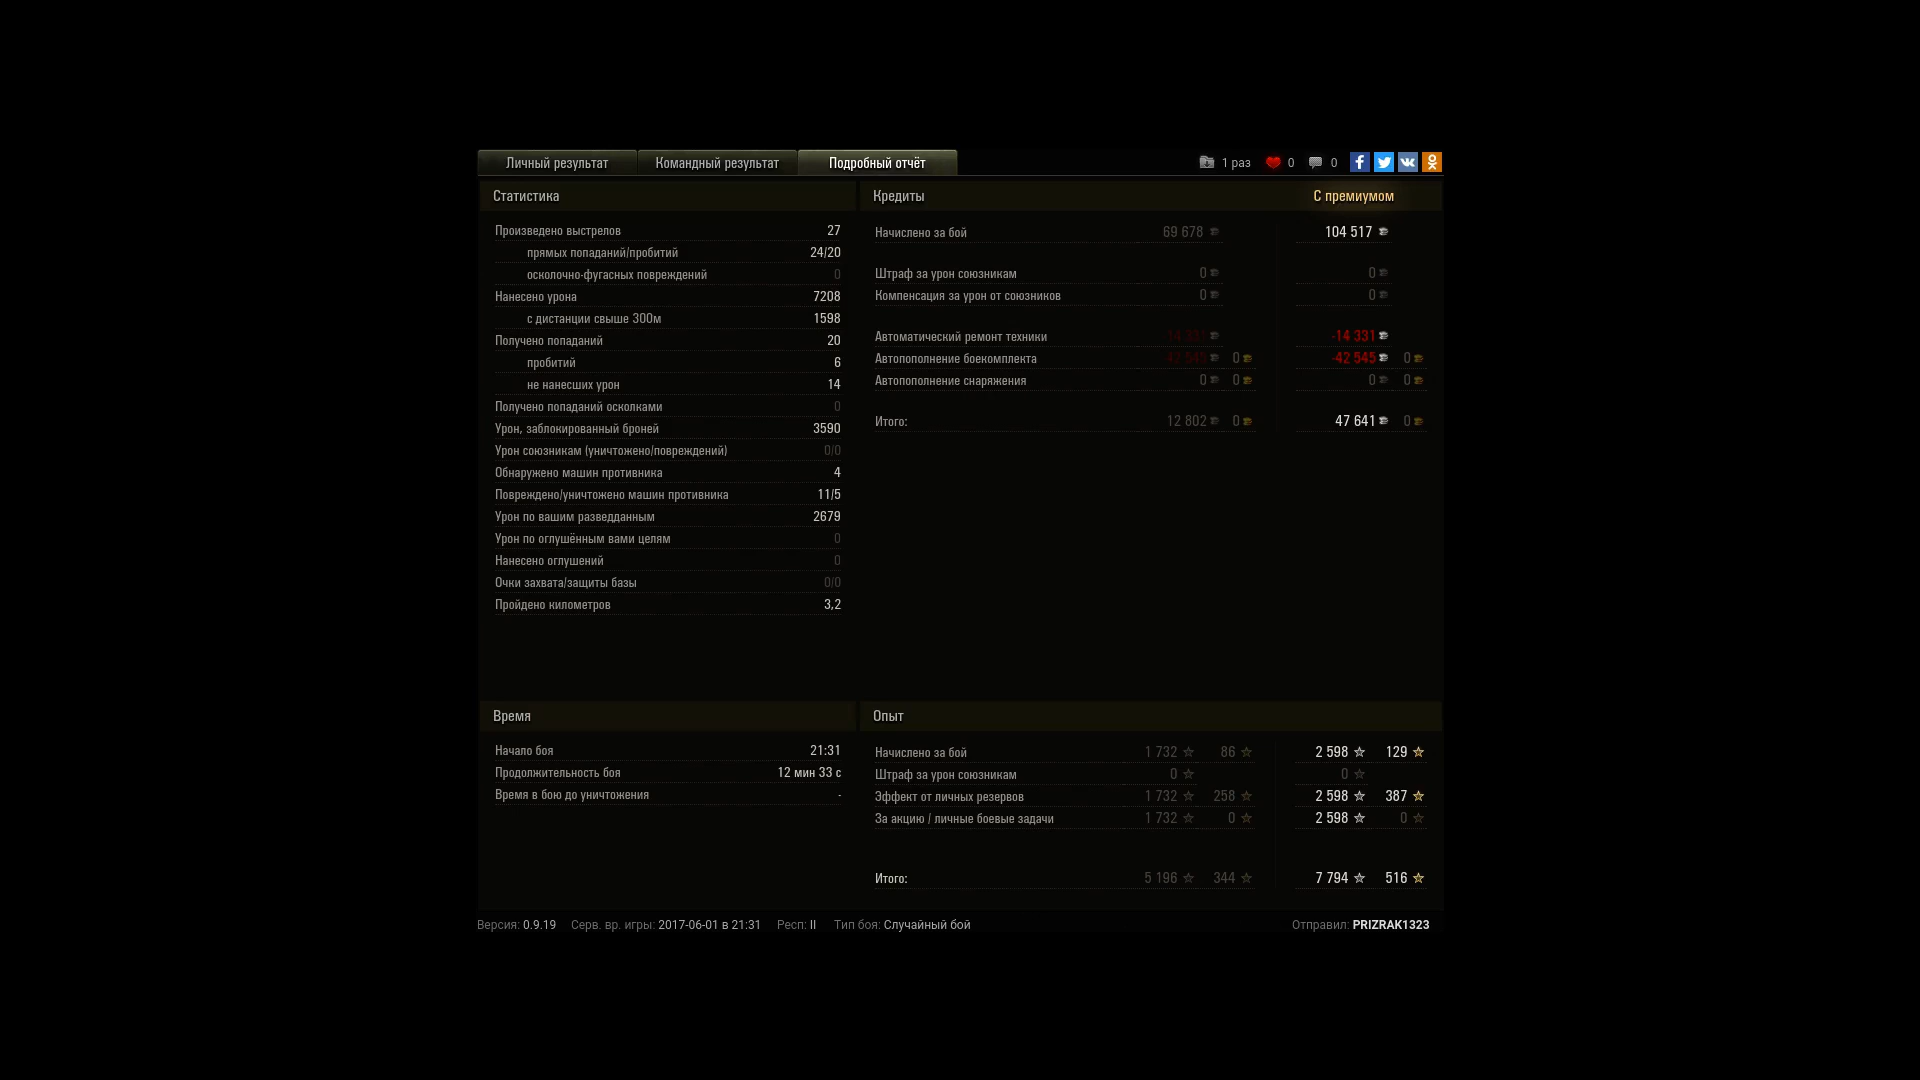 Личный результат Командный результат Подробный отчёт 1 раз 0 0
Статистика
Произведено выстрелов 27
прямых попаданий/пробитий 24/20
осколочно-фугасных повреждений 0
Нанесено урона 7208
с дистанции свыше 300м 1598
Получено попаданий 20
пробитий 6
не нанесших урон 14
Получено попаданий осколками 0
Урон, заблокированный броней 3590
Урон союзникам (уничтожено/повреждений) 0/0
Обнаружено машин противника 4
Повреждено/уничтожено машин противника 11/5
Урон по вашим разведданным 2679
Урон по оглушённым вами целям 0
Нанесено оглушений 0
Очки захвата/защиты базы 0/0
Пройдено километров 3,2
Кредиты С премиумом
Начислено за бой 69 678 104 517
Штраф за урон союзникам 0 0
Компенсация за урон от союзников 0 0
Автоматический ремонт техники -14 331 -14 331
Автопополнение боекомплекта -42 545 0 -42 545 0
Автопополнение снаряжения 0 0 0 0
Итого: 12 802 0 47 641 0
Время
Начало боя 21:31
Продолжительность боя 12 мин 33 с
Время в бою до уничтожения -
Опыт
Начислено за бой 1 732 86 2 598 129
Штраф за урон союзникам 0 0
Эффект от личных резервов 1 732 258 2 598 387
За акцию / личные боевые задачи 1 732 0 2 598 0
Итого: 5 196 344 7 794 516
Версия: 0.9.19 Серв. вр. игры: 2017-06-01 в 21:31 Респ: II Тип боя: Случайный бой Отправил: PRIZRAK1323